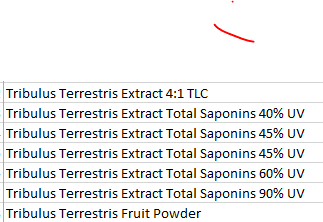 Tribulus Terrestris Extract 4:1 TLC
Tribulus Terrestris Extract Total Saponins 40% UV
Tribulus Terrestris Extract Total Saponins 45% UV
Tribulus Terrestris Extract Total Saponins 45% UV
Tribulus Terrestris Extract Total Saponins 60% UV
Tribulus Terrestris Extract Total Saponins 90% UV
Tribulus Terrestris Fruit Powder